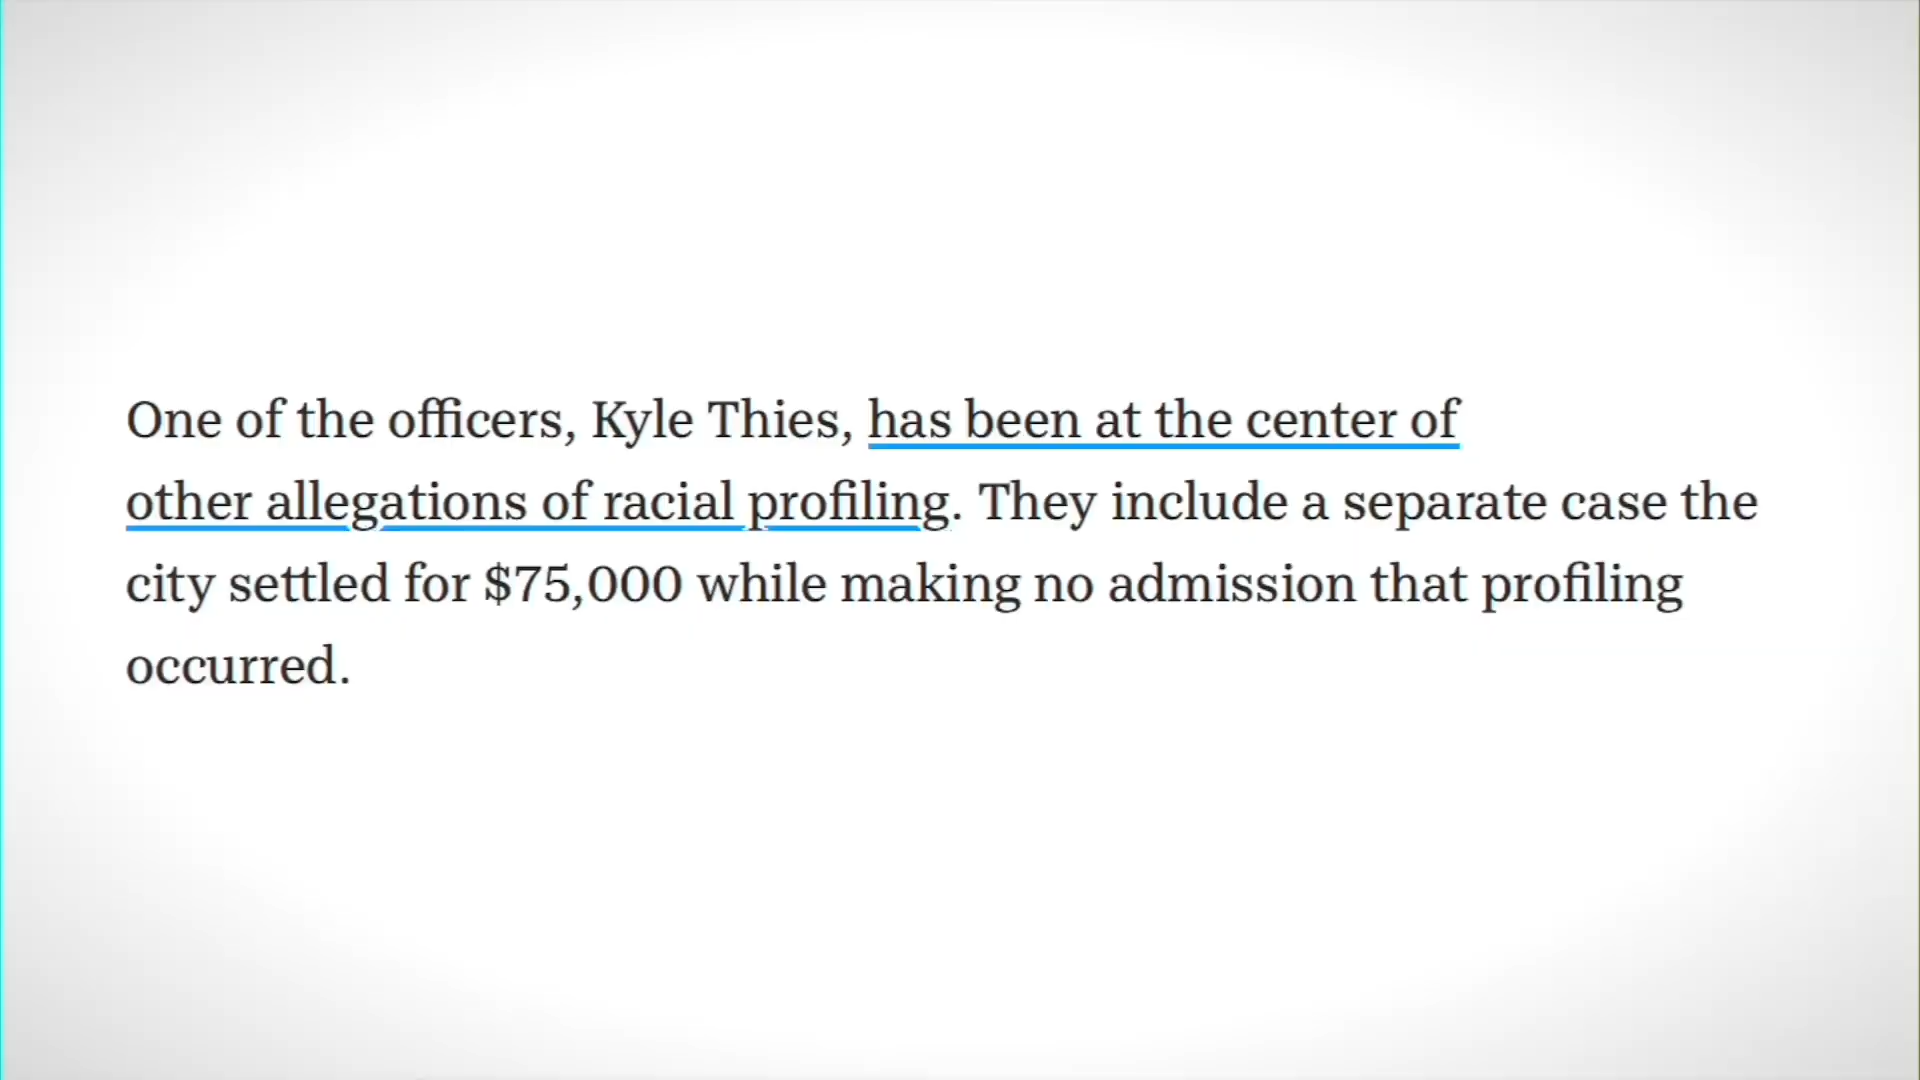 One of the officers, Kyle Thies, has been at the center of
other allegations of racial profiling. They include a separate case the
city settled for $75,000 while making no admission that profiling
occurred.